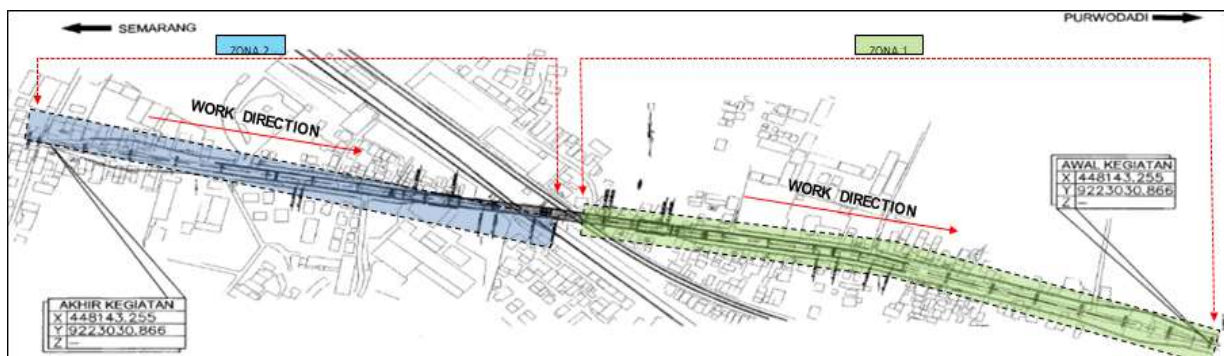 SEMARANG
PURWODADI
ZONA 2
ZONA 1
WORK DIRECTION
WORK DIRECTION
AWAL KEGIATAN
X 448143.255
Y 9223030.866
Z —
AKHIR KEGIATAN
X 448143.255
Y 9223030.866
Z —